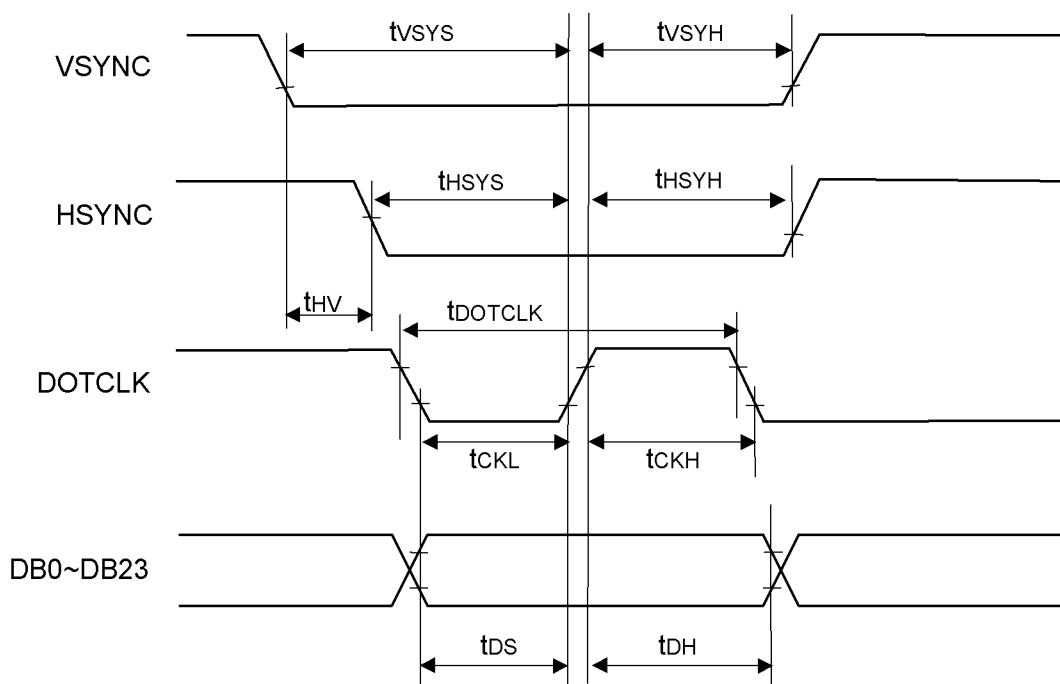 tVSYS tVSYH
VSYNC
tHSYS tHSYH
HSYNC
tHV
tDOTCLK
DOTCLK
tCKL tCKH
DB0~DB23
tDS tDH